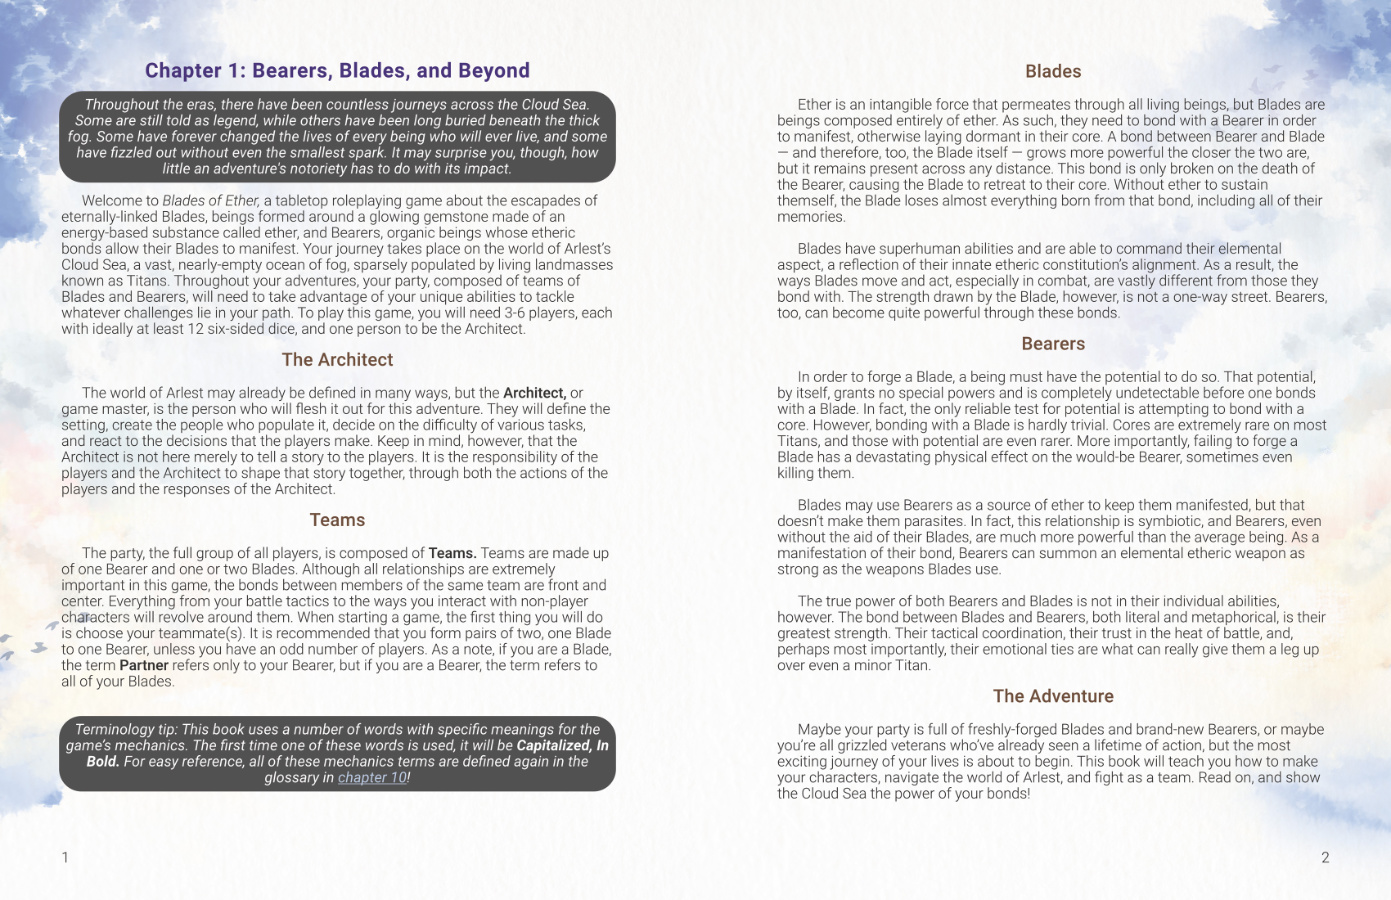 Chapter 1: Bearers, Blades, and Beyond
Throughout the eras, there have been countless journeys across the Cloud Sea.
Some are still told as legend, while others have been long buried beneath the thick
fog. Some have forever changed the lives of every being who will ever live, and some
have fizzled out without even the smallest spark. It may surprise you, though, how
little an adventure's notoriety has to do with its impact.
Welcome to Blades of Ether, a tabletop roleplaying game about the escapades of
eternally-linked Blades, beings formed around a glowing gemstone made of an
energy-based substance called ether, and Bearers, organic beings whose etheric
bonds allow their Blades to manifest. Your journey takes place on the world of Arlest's
Cloud Sea, a vast, nearly-empty ocean of fog, sparsely populated by living landmasses
known as Titans. Throughout your adventures, your party, composed of teams of
Blades and Bearers, will need to take advantage of your unique abilities to tackle
whatever challenges lie in your path. To play this game, you will need 3-6 players, each
with ideally at least 12 six-sided dice, and one person to be the Architect.
The Architect
The world of Arlest may already be defined in many ways, but the Architect, or
game master, is the person who will flesh it out for this adventure. They will define the
setting, create the people who populate it, decide on the difficulty of various tasks,
and react to the decisions that the players make. Keep in mind, however, that the
Architect is not here merely to tell a story to the players. It is the responsibility of the
players and the Architect to shape that story together, through both the actions of the
players and the responses of the Architect.
Teams
The party, the full group of all players, is composed of Teams. Teams are made up
of one Bearer and one or two Blades. Although all relationships are extremely
important in this game, the bonds between members of the same team are front and
center. Everything from your battle tactics to the ways you interact with non-player
characters will revolve around them. When starting a game, the first thing you will do
is choose your teammate(s). It is recommended that you form pairs of two, one Blade
to one Bearer, unless you have an odd number of players. As a note, if you are a Blade,
the term Partner refers only to your Bearer, but if you are a Bearer, the term refers to
all of your Blades.
Terminology tip: This book uses a number of words with specific meanings for the
game's mechanics. The first time one of these words is used, it will be Capitalized, In
Bold. For easy reference, all of these mechanics terms are defined again in the
glossary in chapter 10!
1
Blades
Ether is an intangible force that permeates through all living beings, but Blades are
beings composed entirely of ether. As such, they need to bond with a Bearer in order
to manifest, otherwise laying dormant in their core. A bond between Bearer and Blade
— and therefore, too, the Blade itself — grows more powerful the closer the two are,
but it remains present across any distance. This bond is only broken on the death of
the Bearer, causing the Blade to retreat to their core. Without ether to sustain
themself, the Blade loses almost everything born from that bond, including all of their
memories.
Blades have superhuman abilities and are able to command their elemental
aspect, a reflection of their innate etheric constitution's alignment. As a result, the
ways Blades move and act, especially in combat, are vastly different from those they
bond with. The strength drawn by the Blade, however, is not a one-way street. Bearers,
too, can become quite powerful through these bonds.
Bearers
In order to forge a Blade, a being must have the potential to do so. That potential,
by itself, grants no special powers and is completely undetectable before one bonds
with a Blade. In fact, the only reliable test for potential is attempting to bond with a
core. However, bonding with a Blade is hardly trivial. Cores are extremely rare on most
Titans, and those with potential are even rarer. More importantly, failing to forge a
Blade has a devastating physical effect on the would-be Bearer, sometimes even
killing them.
Blades may use Bearers as a source of ether to keep them manifested, but that
doesn't make them parasites. In fact, this relationship is symbiotic, and Bearers, even
without the aid of their Blades, are much more powerful than the average being. As a
manifestation of their bond, Bearers can summon an elemental etheric weapon as
strong as the weapons Blades use.
The true power of both Bearers and Blades is not in their individual abilities,
however. The bond between Blades and Bearers, both literal and metaphorical, is their
greatest strength. Their tactical coordination, their trust in the heat of battle, and,
perhaps most importantly, their emotional ties are what can really give them a leg up
over even a minor Titan.
The Adventure
Maybe your party is full of freshly-forged Blades and brand-new Bearers, or maybe
you're all grizzled veterans who've already seen a lifetime of action, but the most
exciting journey of your lives is about to begin. This book will teach you how to make
your characters, navigate the world of Arlest, and fight as a team. Read on, and show
the Cloud Sea the power of your bonds!
2